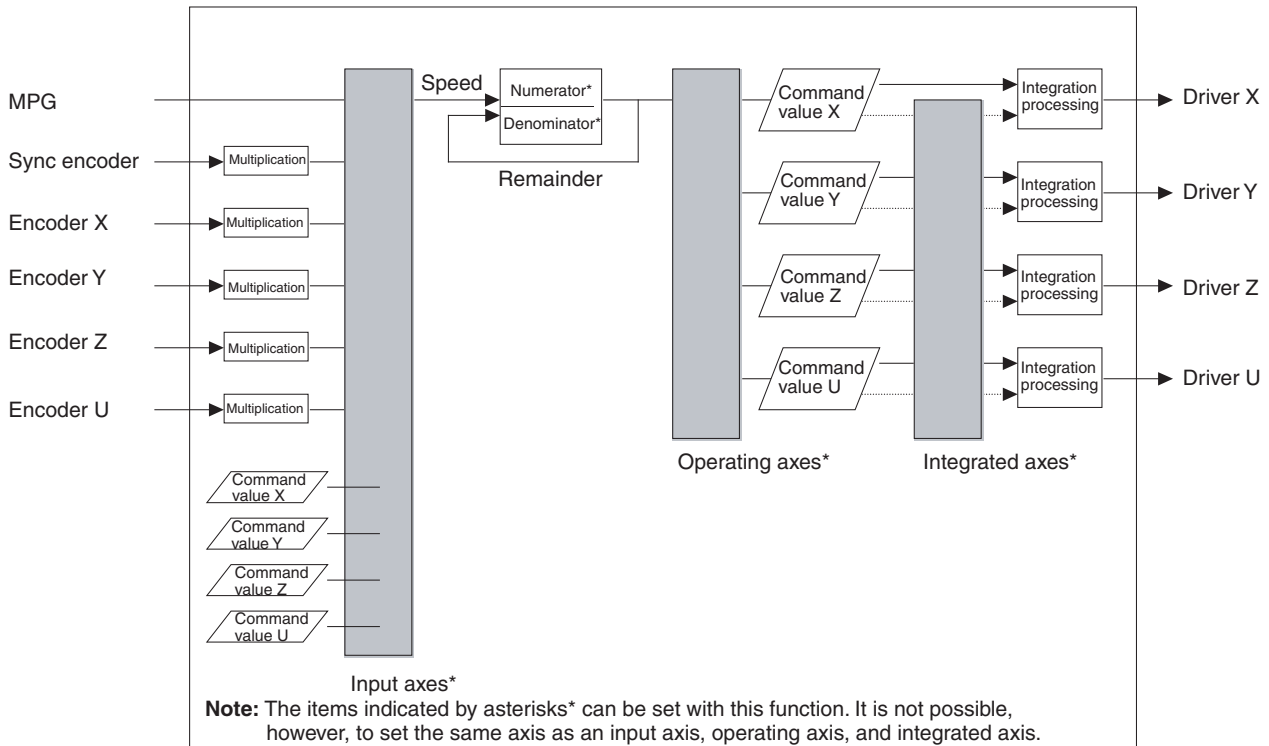 MPG
Sync encoder
Encoder X
Encoder Y
Encoder Z
Encoder U
Multiplication
Multiplication
Multiplication
Multiplication
Multiplication
Command
value X
Command
value Y
Command
value Z
Command
value U
Input axes*
Speed
Numerator*
Denominator*
Remainder
Operating axes*
Command
value X
Command
value Y
Command
value Z
Command
value U
Integrated axes*
Integration
processing
Integration
processing
Integration
processing
Integration
processing
Driver X
Driver Y
Driver Z
Driver U
Note: The items indicated by asterisks* can be set with this function. It is not possible,
however, to set the same axis as an input axis, operating axis, and integrated axis.